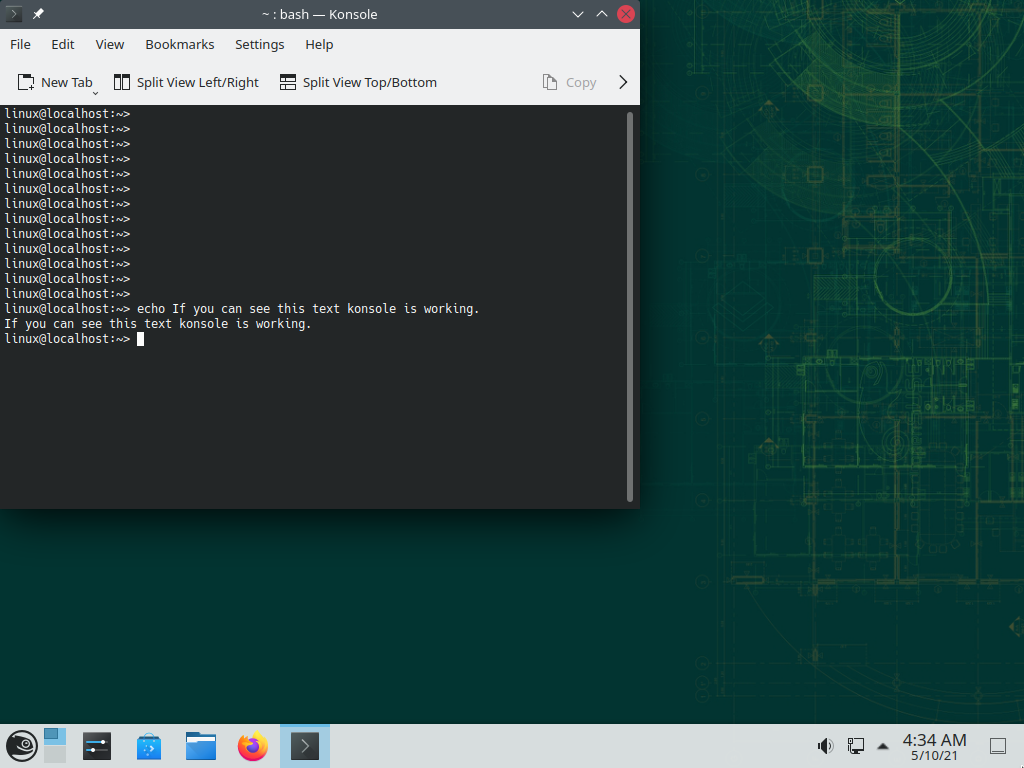 ~ : bash — Konsole
File Edit View Bookmarks Settings Help
New Tab Split View Left/Right Split View Top/Bottom Copy
linux@localhost:~>
linux@localhost:~>
linux@localhost:~>
linux@localhost:~>
linux@localhost:~>
linux@localhost:~>
linux@localhost:~>
linux@localhost:~>
linux@localhost:~>
linux@localhost:~>
linux@localhost:~>
linux@localhost:~>
linux@localhost:~>
linux@localhost:~> echo If you can see this text konsole is working.
If you can see this text konsole is working.
linux@localhost:~>
4:34 AM
5/10/21